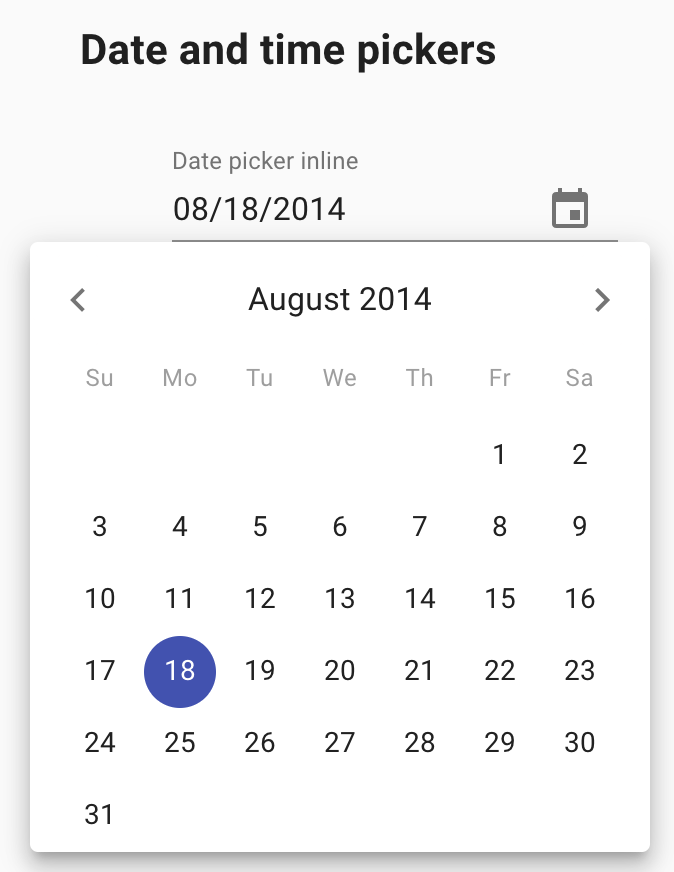 Date and time pickers
Date picker inline
08/18/2014
August 2014
Su Mo Tu We Th Fr Sa
1 2
3 4 5 6 7 8 9
10 11 12 13 14 15 16
17 18 19 20 21 22 23
24 25 26 27 28 29 30
31